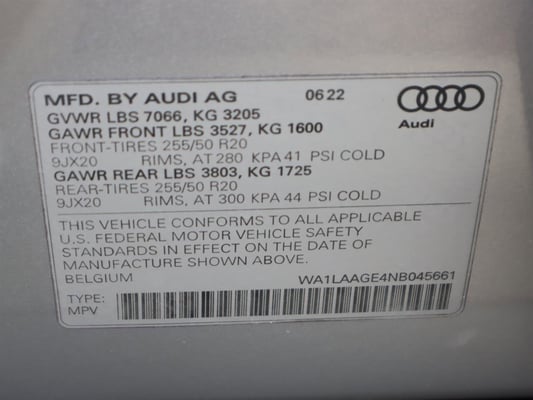 MFD. BY AUDI AG 06 22
GVWR LBS 7066, KG 3205
GAWR FRONT LBS 3527, KG 1600
FRONT-TIRES 255/50 R20
9JX20 RIMS, AT 280 KPA 41 PSI COLD
GAWR REAR LBS 3803, KG 1725
REAR-TIRES 255/50 R20
9JX20 RIMS, AT 300 KPA 44 PSI COLD
Audi
THIS VEHICLE CONFORMS TO ALL APPLICABLE
U.S. FEDERAL MOTOR VEHICLE SAFETY
STANDARDS IN EFFECT ON THE DATE OF
MANUFACTURE SHOWN ABOVE.
BELGIUM WA1LAAGE4NB045661
TYPE:
MPV